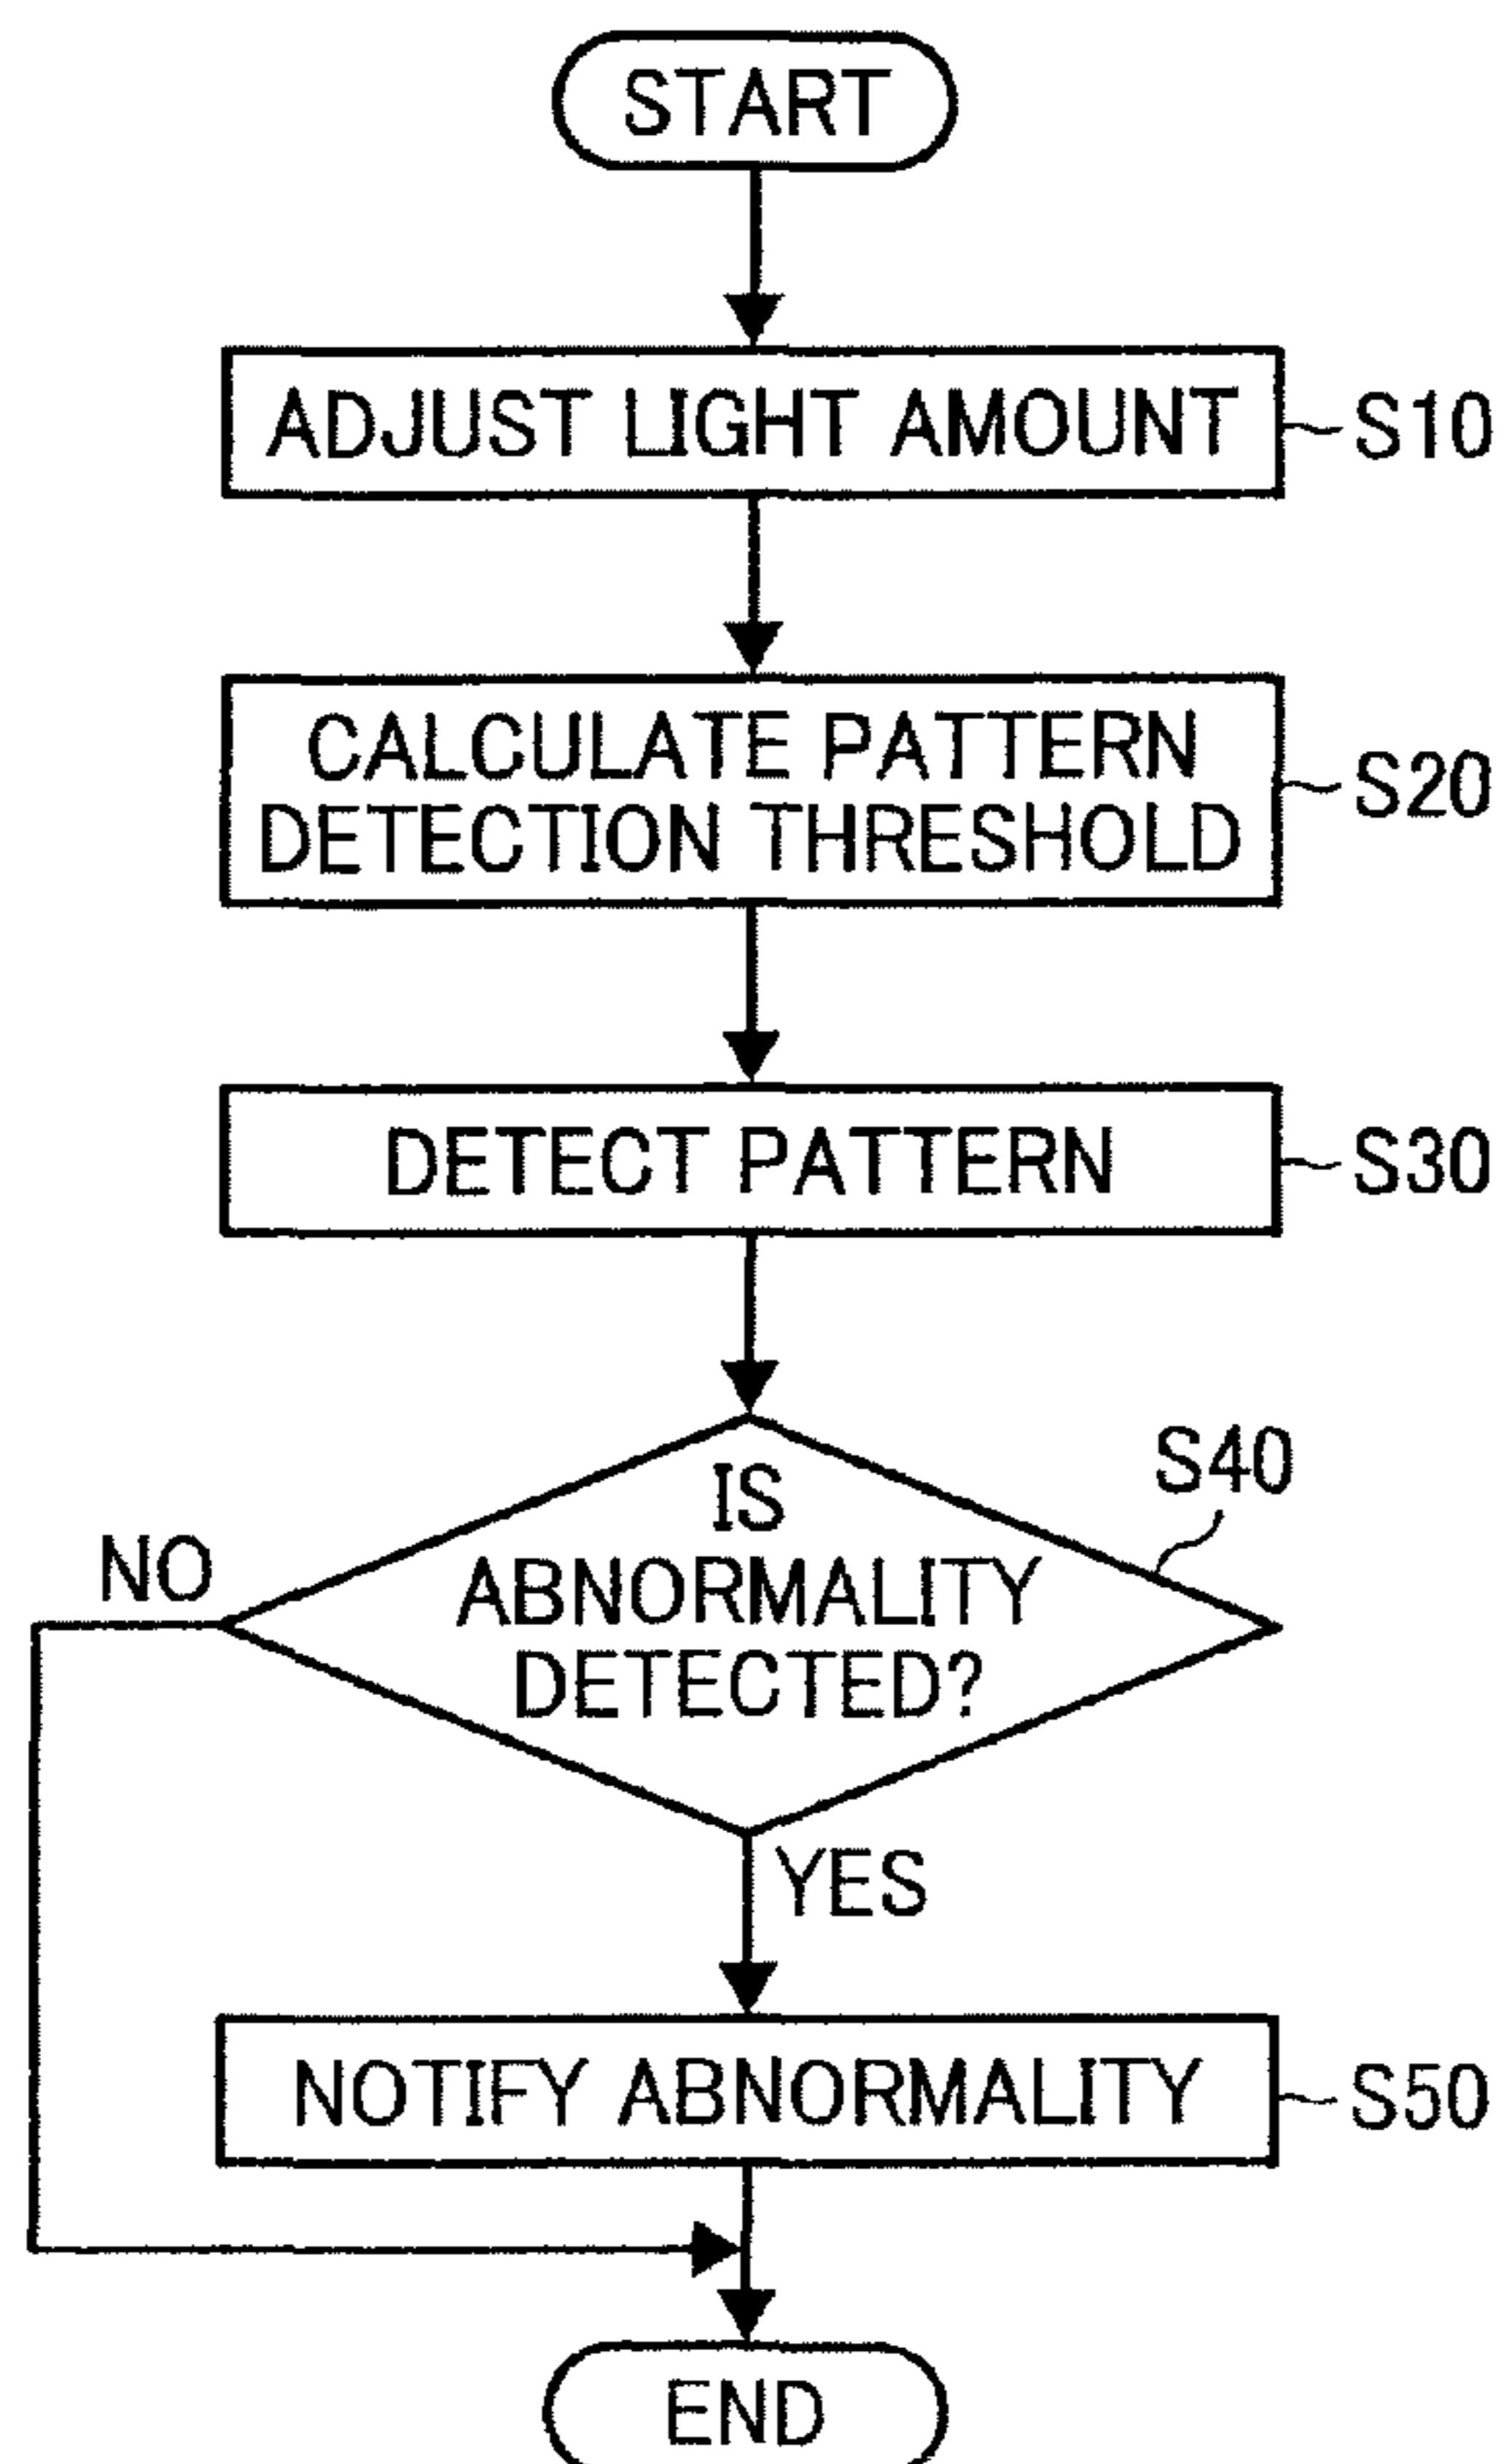 START
ADJUST LIGHT AMOUNT
S10
CALCULATE PATTERN
DETECTION THRESHOLD
S20
DETECT PATTERN
S30
IS
ABNORMALITY
DETECTED?
S40
NO
YES
NOTIFY ABNORMALITY
S50
END